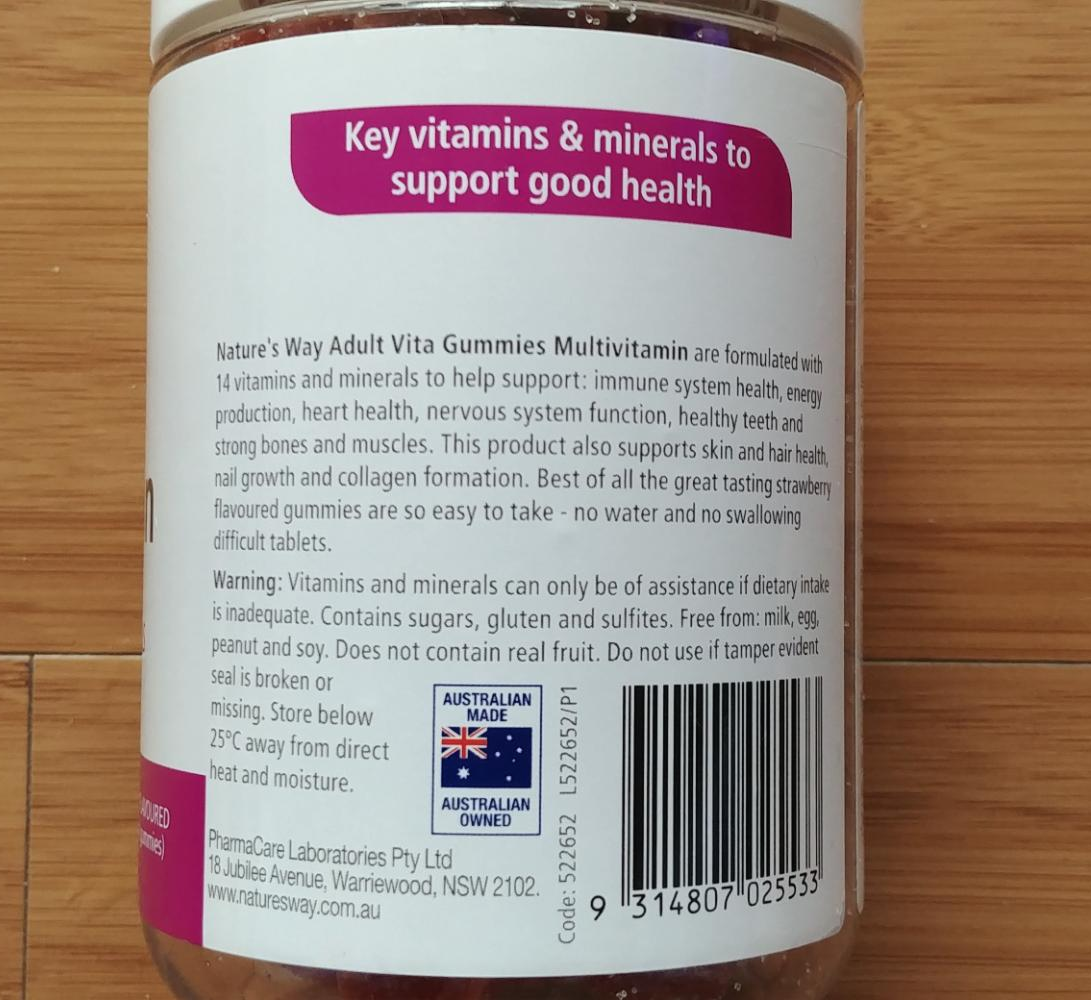 Key vitamins & minerals to
support good health
Nature's Way Adult Vita Gummies Multivitamin are formulated with
14 vitamins and minerals to help support: immune system health, energy
production, heart health, nervous system function, healthy teeth and
strong bones and muscles. This product also supports skin and hair health,
nail growth and collagen formation. Best of all the great tasting strawberry
flavoured gummies are so easy to take - no water and no swallowing
difficult tablets.
Warning: Vitamins and minerals can only be of assistance if dietary intake
is inadequate. Contains sugars, gluten and sulfites. Free from: milk, egg,
peanut and soy. Does not contain real fruit. Do not use if tamper evident
seal is broken or
missing. Store below
25°C away from direct
heat and moisture.
AUSTRALIAN
MADE
AUSTRALIAN
OWNED
PharmaCare Laboratories Pty Ltd
18 Jubilee Avenue, Warriewood, NSW 2102.
www.naturesway.com.au
Code: 522652 L522652/P1
9 314807 025533